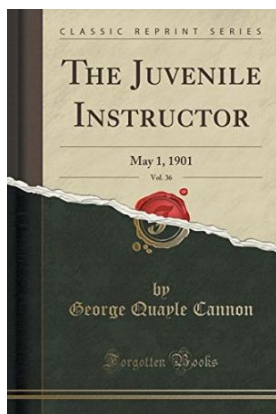 CLASSIC REPRINT SERIES
THE JUVENILE
INSTRUCTOR
May 1, 1901
Vol. 36
by
George Quayle Cannon
Forgotten Books